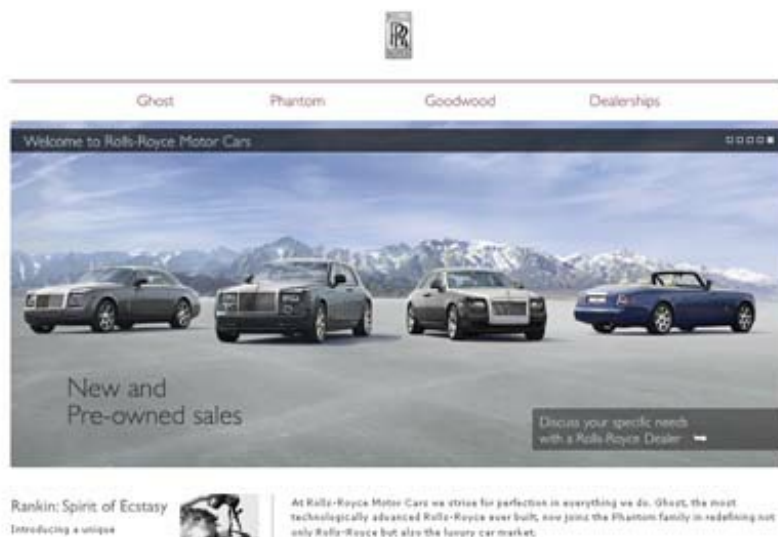 RR
Ghost Phantom Goodwood Dealerships
Welcome to Rolls-Royce Motor Cars
New and
Pre-owned sales
Discuss your specific needs
with a Rolls-Royce Dealer
Rankin: Spirit of Ecstasy
Introducing a unique
At Rolls-Royce Motor Cars we strive for perfection in everything we do. Ghost, the most
technologically advanced Rolls-Royce ever built, now joins the Phantom family in redefining not
only Rolls-Royce but also the luxury car market.